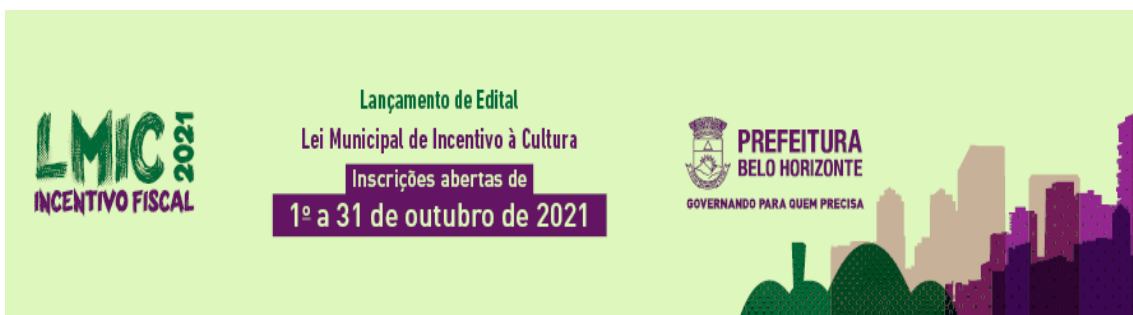 LMIC 2021
INCENTIVO FISCAL
Lançamento de Edital
Lei Municipal de Incentivo à Cultura
Inscrições abertas de
1º a 31 de outubro de 2021
PREFEITURA
BELO HORIZONTE
GOVERNANDO PARA QUEM PRECISA